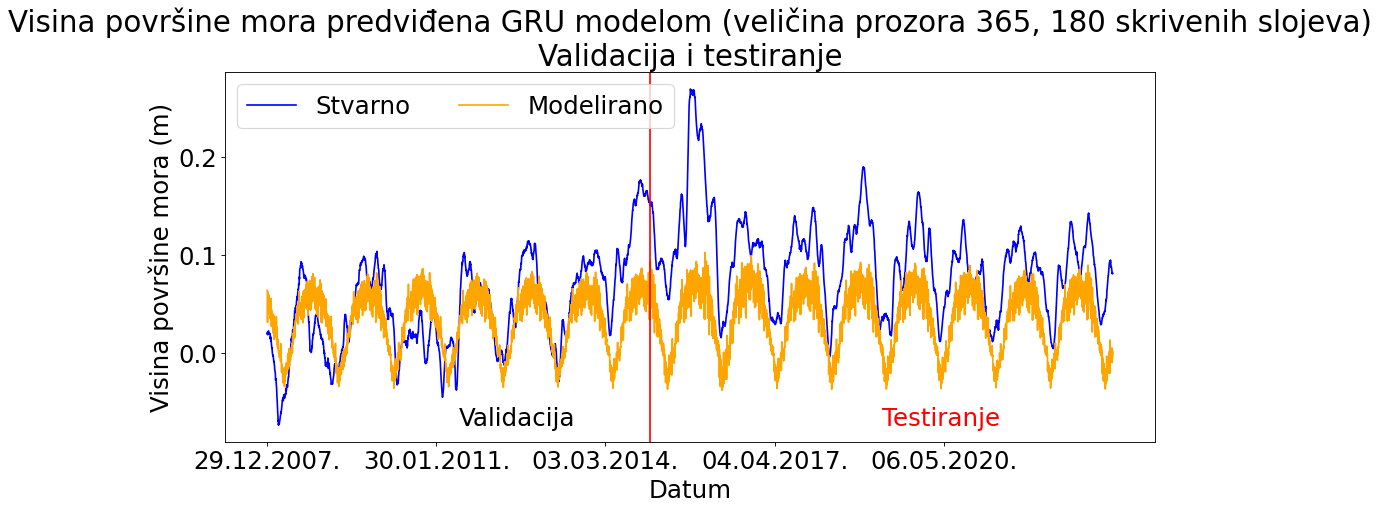 Visina površine mora predviđena GRU modelom (veličina prozora 365, 180 skrivenih slojeva)
Validacija i testiranje
Stvarno
Modelirano
Visina površine mora (m)
0.2
0.1
0.0
Validacija
Testiranje
29.12.2007.
30.01.2011.
03.03.2014.
04.04.2017.
06.05.2020.
Datum